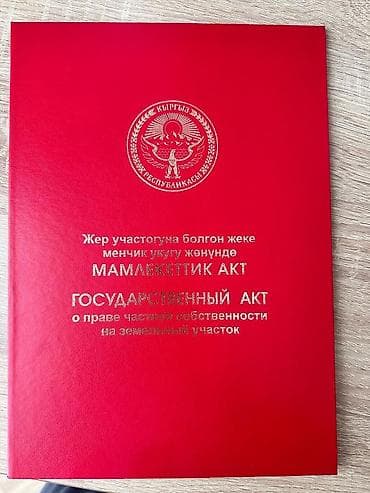 КЫРГЫЗ
РЕСПУБЛИКАСЫ
Жер участогуна болгон жеке
менчик укугу жөнүндө
МАМЛЕКЕТТИК АКТ
ГОСУДАРСТВЕННЫЙ АКТ
о праве частной собственности
на земельный участок